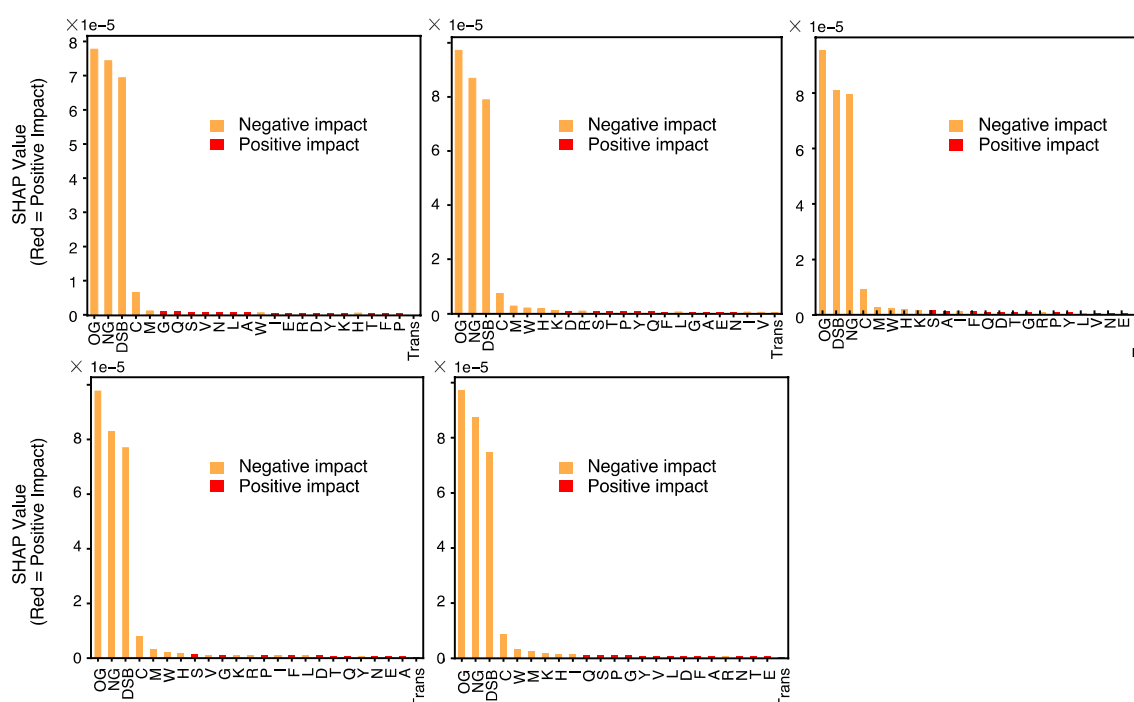 × 1e-5
8
7
6
5
4
3
2
1
0
SHAP Value
(Red = Positive Impact)
Negative impact
Positive impact
OG NG DSB C M G Q S V N L A W I E R D Y K H T F P Trans
× 1e-5
8
6
4
2
0
Negative impact
Positive impact
OG NG DSB C M W H K D R S T P Y Q F L G A E N I V Trans
× 1e-5
8
6
4
2
0
Negative impact
Positive impact
OG DSB NG C M W H K S A I F Q D T G R P Y L V N E
× 1e-5
8
6
4
2
0
SHAP Value
(Red = Positive Impact)
Negative impact
Positive impact
OG NG DSB C M W H S V G K R P I F L D T Q Y N E A Trans
× 1e-5
8
6
4
2
0
Negative impact
Positive impact
OG NG DSB C W M K H I Q S P G Y V L D F A R N T E Trans